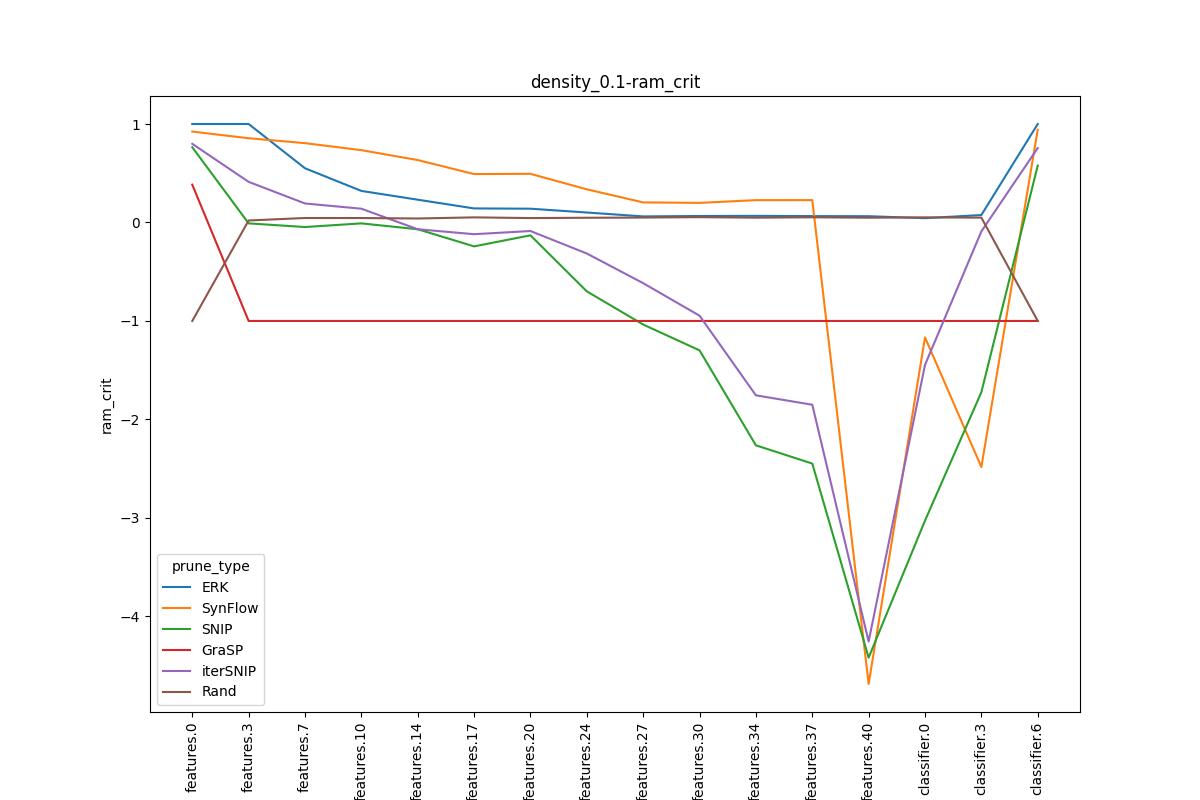 density_0.1-ram_crit
ram_crit
1
0
−1
−2
−3
−4
prune_type
ERK
SynFlow
SNIP
GraSP
iterSNIP
Rand
features.0
features.3
features.7
features.10
features.14
features.17
features.20
features.24
features.27
features.30
features.34
features.37
features.40
classifier.0
classifier.3
classifier.6